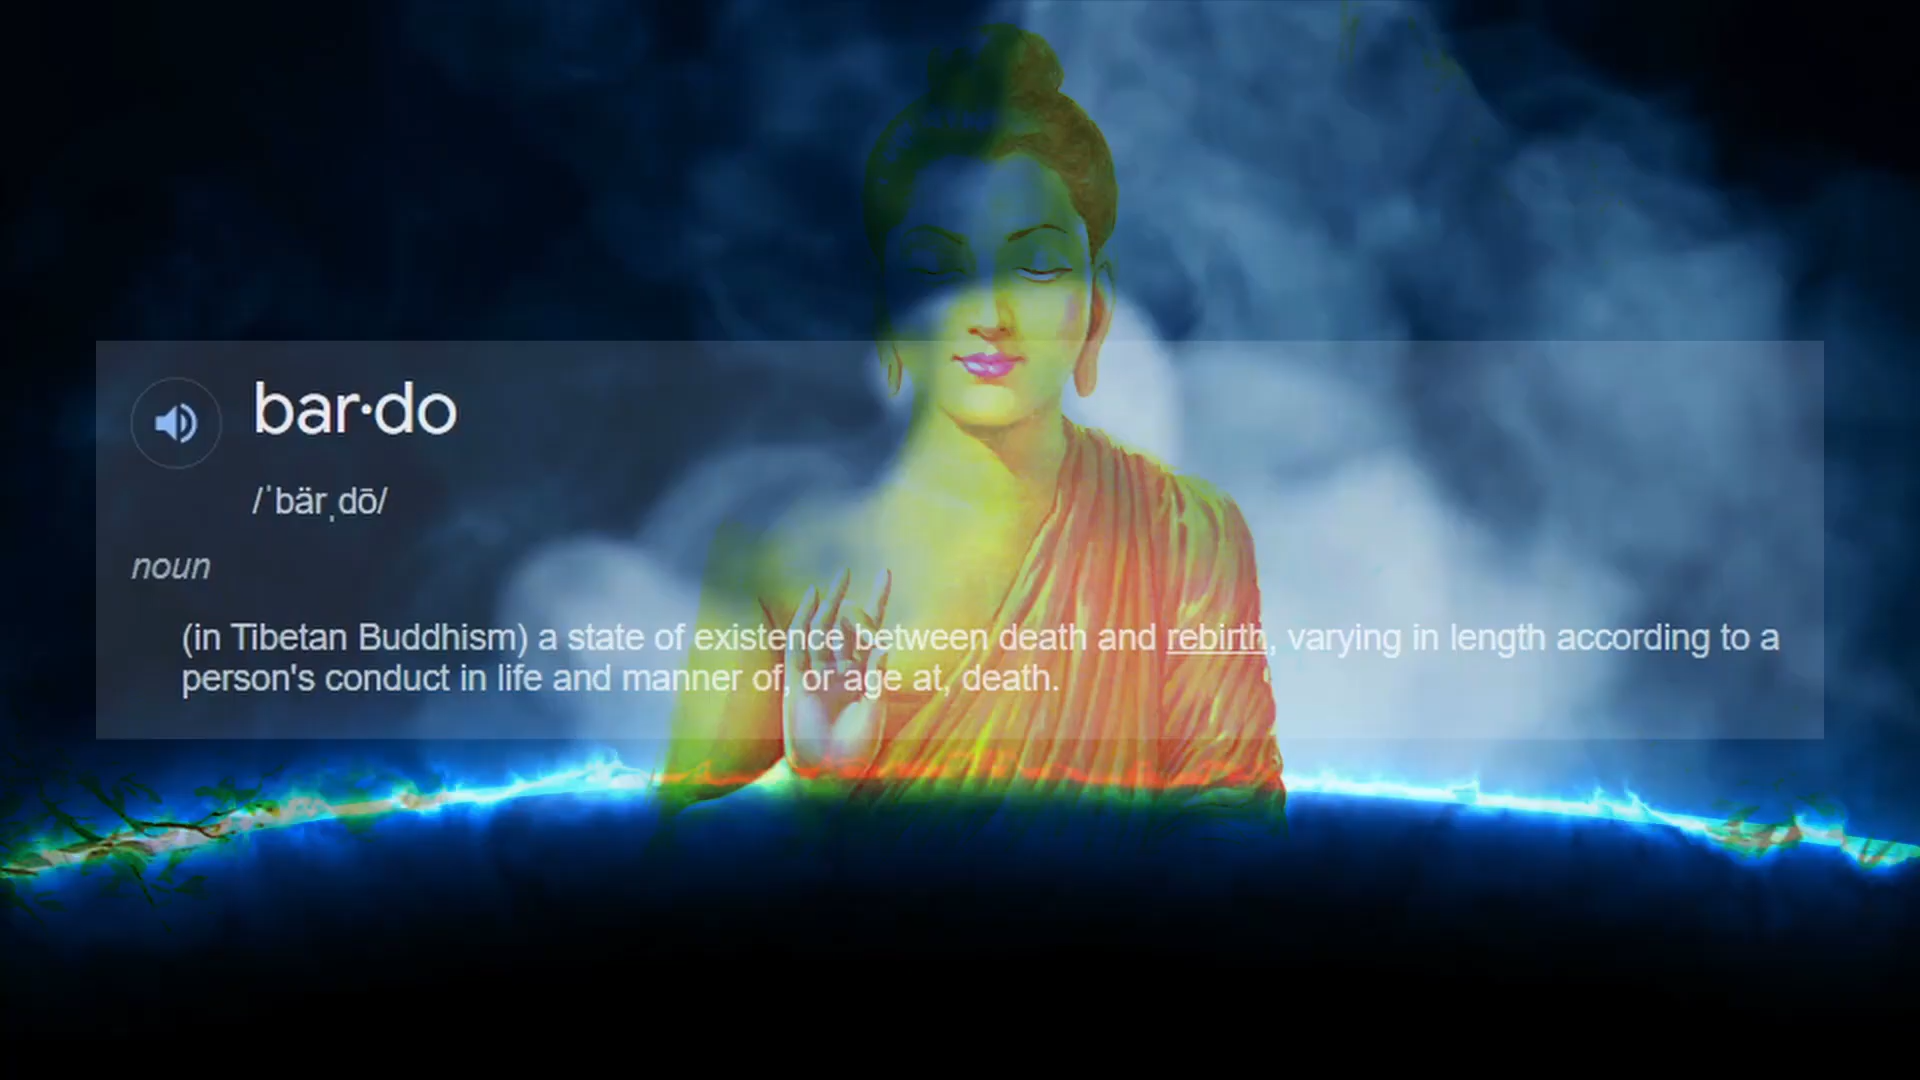 bar·do
/ˈbärˌdō/
noun
(in Tibetan Buddhism) a state of existence between death and rebirth, varying in length according to a
person's conduct in life and manner of, or age at, death.